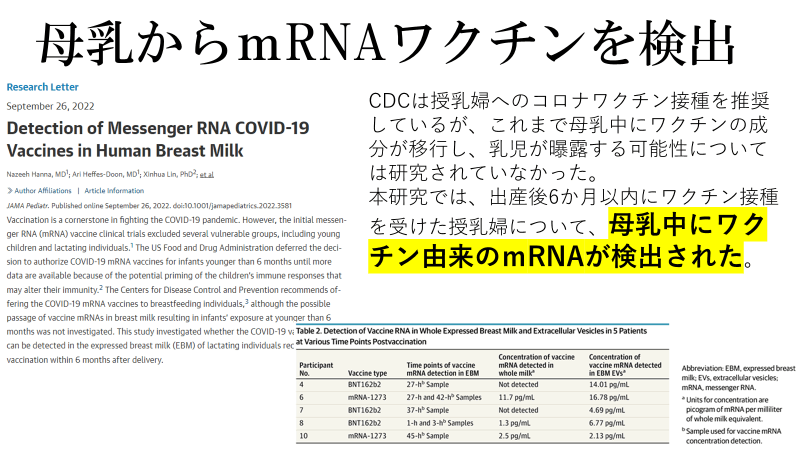 母乳からmRNAワクチンを検出
Research Letter
September 26, 2022
Detection of Messenger RNA COVID-19
Vaccines in Human Breast Milk
Nazeeh Hanna, MD1; Ari Heffes-Doon, MD1; Xinhua Lin, PhD2; et al
Author Affiliations | Article Information
JAMA Pediatr. Published online September 26, 2022. doi:10.1001/jamapediatrics.2022.3581
Vaccination is a cornerstone in fighting the COVID-19 pandemic. However, the initial messen-
ger RNA (mRNA) vaccine clinical trials excluded several vulnerable groups, including young
children and lactating individuals.1 The US Food and Drug Administration deferred the deci-
sion to authorize COVID-19 mRNA vaccines for infants younger than 6 months until more
data are available because of the potential priming of the children's immune responses that
may alter their immunity.2 The Centers for Disease Control and Prevention recommends of-
fering the COVID-19 mRNA vaccines to breastfeeding individuals,3 although the possible
passage of vaccine mRNAs in breast milk resulting in infants' exposure at younger than 6
months was not investigated. This study investigated whether the COVID-19 v
can be detected in the expressed breast milk (EBM) of lactating individuals rec
vaccination within 6 months after delivery.
CDCは授乳婦へのコロナワクチン接種を推奨
しているが、これまで母乳中にワクチンの成
分が移行し、乳児が曝露する可能性について
は研究されていなかった。
本研究では、出産後6か月以内にワクチン接種
を受けた授乳婦について、母乳中にワク
チン由来のmRNAが検出された。
Table 2. Detection of Vaccine RNA in Whole Expressed Breast Milk and Extracellular Vesicles in 5 Patients
at Various Time Points Postvaccination
Participant No. Vaccine type Time points of vaccine mRNA detection in EBM Concentration of vaccine mRNA detected in whole milka Concentration of vaccine mRNA detected in EBM EVsa
4 BNT162b2 27-hb Sample Not detected 14.01 pg/mL
6 mRNA-1273 27-h and 42-hb Samples 11.7 pg/mL 16.78 pg/mL
7 BNT162b2 37-hb Sample Not detected 4.69 pg/mL
8 BNT162b2 1-h and 3-hb Samples 1.3 pg/mL 6.77 pg/mL
10 mRNA-1273 45-hb Sample 2.5 pg/mL 2.13 pg/mL
Abbreviation: EBM, expressed breast
milk; EVs, extracellular vesicles;
mRNA, messenger RNA.
a Units for concentration are
picogram of mRNA per milliliter
of whole milk equivalent.
b Sample used for vaccine mRNA
concentration detection.